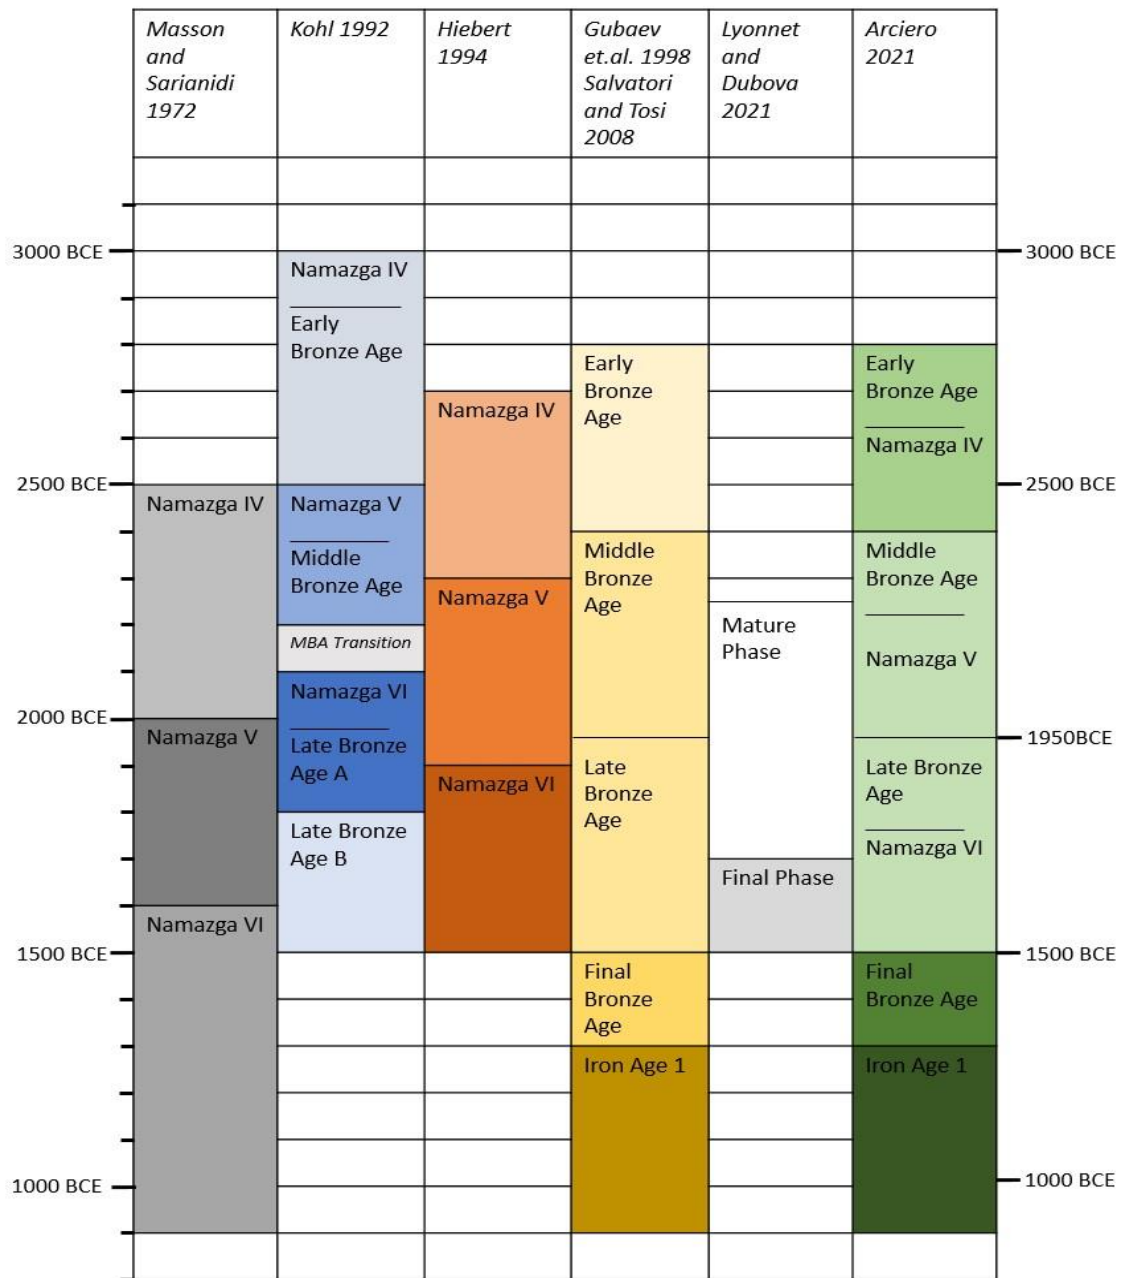 Masson
and
Sarianidi
1972
Kohl 1992
Hiebert
1994
Gubaev
et.al. 1998
Salvatori
and Tosi
2008
Lyonnet
and
Dubova
2021
Arciero
2021
3000 BCE
2500 BCE
2000 BCE
1500 BCE
1000 BCE
Namazga IV
Namazga V
Namazga VI
Namazga IV
Early
Bronze Age
Namazga V
Middle
Bronze Age
MBA Transition
Namazga VI
Late Bronze
Age A
Late Bronze
Age B
Namazga IV
Namazga V
Namazga VI
Early
Bronze
Age
Middle
Bronze
Age
Late
Bronze
Age
Final
Bronze
Age
Iron Age 1
Mature
Phase
Final Phase
Early
Bronze Age
Namazga IV
Middle
Bronze Age
Namazga V
Late Bronze
Age
Namazga VI
Final
Bronze Age
Iron Age 1
3000 BCE
2500 BCE
1950BCE
1500 BCE
1000 BCE